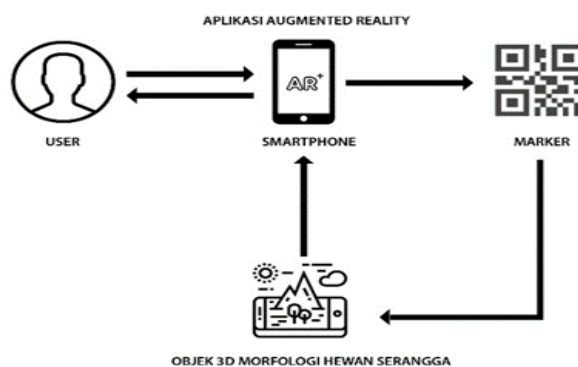 APLIKASI AUGMENTED REALITY
AR+
USER
SMARTPHONE
MARKER
OBJEK 3D MORFOLOGI HEWAN SERANGGA